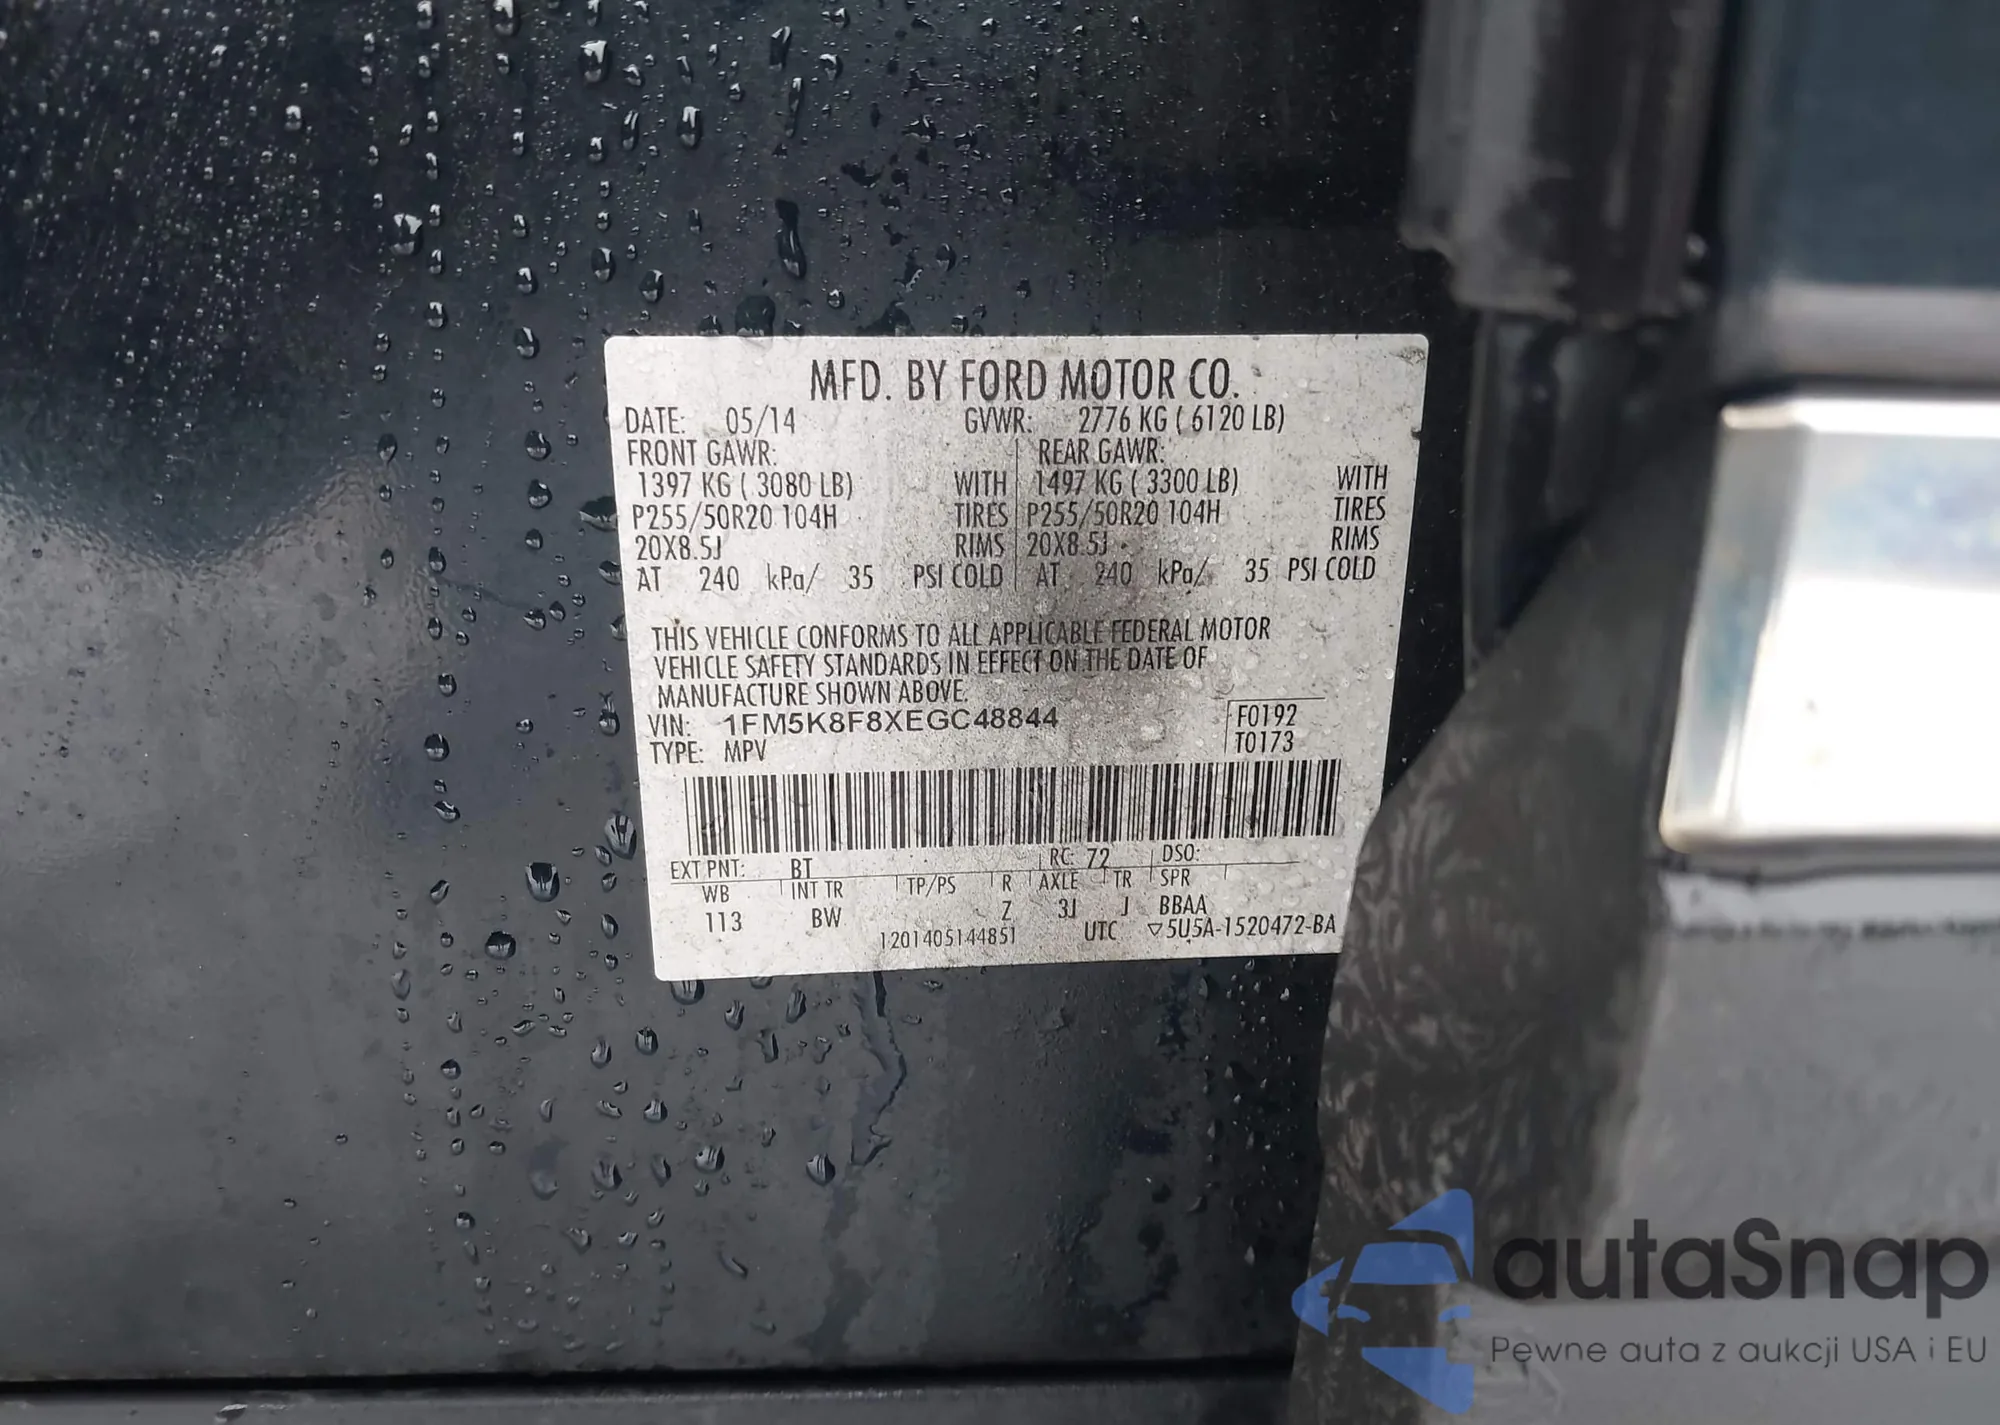 MFD. BY FORD MOTOR CO.
DATE: 05/14 GVWR: 2776 KG ( 6120 LB)
FRONT GAWR: REAR GAWR:
1397 KG ( 3080 LB) WITH 1497 KG ( 3300 LB) WITH
P255/50R20 104H TIRES P255/50R20 104H TIRES
20X8.5J RIMS 20X8.5J RIMS
AT 240 kPa/ 35 PSI COLD AT 240 kPa/ 35 PSI COLD
THIS VEHICLE CONFORMS TO ALL APPLICABLE FEDERAL MOTOR
VEHICLE SAFETY STANDARDS IN EFFECT ON THE DATE OF
MANUFACTURE SHOWN ABOVE.
VIN: 1FM5K8F8XEGC48844 F0192
TYPE: MPV T0173
EXT PNT: BT RC: 72 DSO:
WB INT TR TP/PS R AXLE TR SPR
113 BW Z 3J J BBAA
1201405144851 UTC ▽5U5A-1520472-BA
autaSnap
Pewne auta z aukcji USA i EU